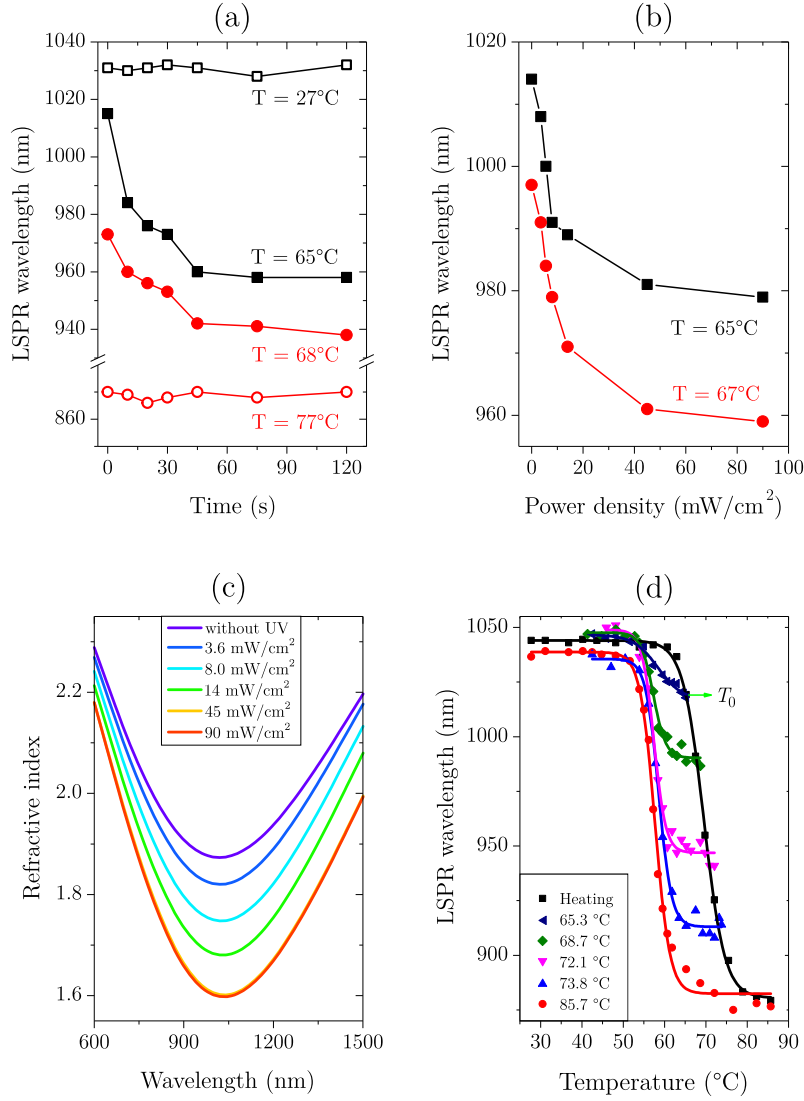 (a)
1040
1020
1000
980
960
940
860
LSPR wavelength (nm)
T = 27°C
T = 65°C
T = 68°C
T = 77°C
0 15 30 45 60 75 90 105 120
Time (s)
(b)
1020
1000
980
960
LSPR wavelength (nm)
T = 65°C
T = 67°C
0 20 40 60 80 100
Power density (mW/cm²)
(c)
without UV
3.6 mW/cm²
8.0 mW/cm²
14 mW/cm²
45 mW/cm²
90 mW/cm²
2.2
2.0
1.8
1.6
Refractive index
600 900 1200 1500
Wavelength (nm)
(d)
1050
1000
950
900
LSPR wavelength (nm)
T₀
Heating
65.3 °C
68.7 °C
72.1 °C
73.8 °C
85.7 °C
30 40 50 60 70 80 90
Temperature (°C)